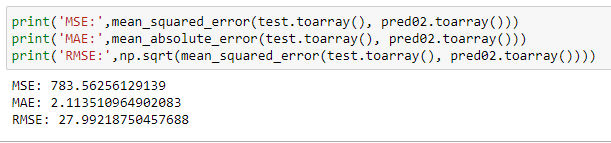 print('MSE:',mean_squared_error(test.toarray(), pred02.toarray()))
print('MAE:',mean_absolute_error(test.toarray(), pred02.toarray()))
print('RMSE:',np.sqrt(mean_squared_error(test.toarray(), pred02.toarray())))
MSE: 783.56256129139
MAE: 2.113510964902083
RMSE: 27.99218750457688